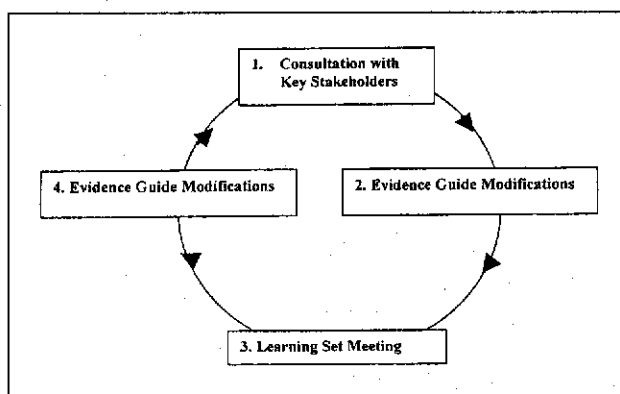 1. Consultation with
Key Stakeholders
4. Evidence Guide Modifications
2. Evidence Guide Modifications
3. Learning Set Meeting